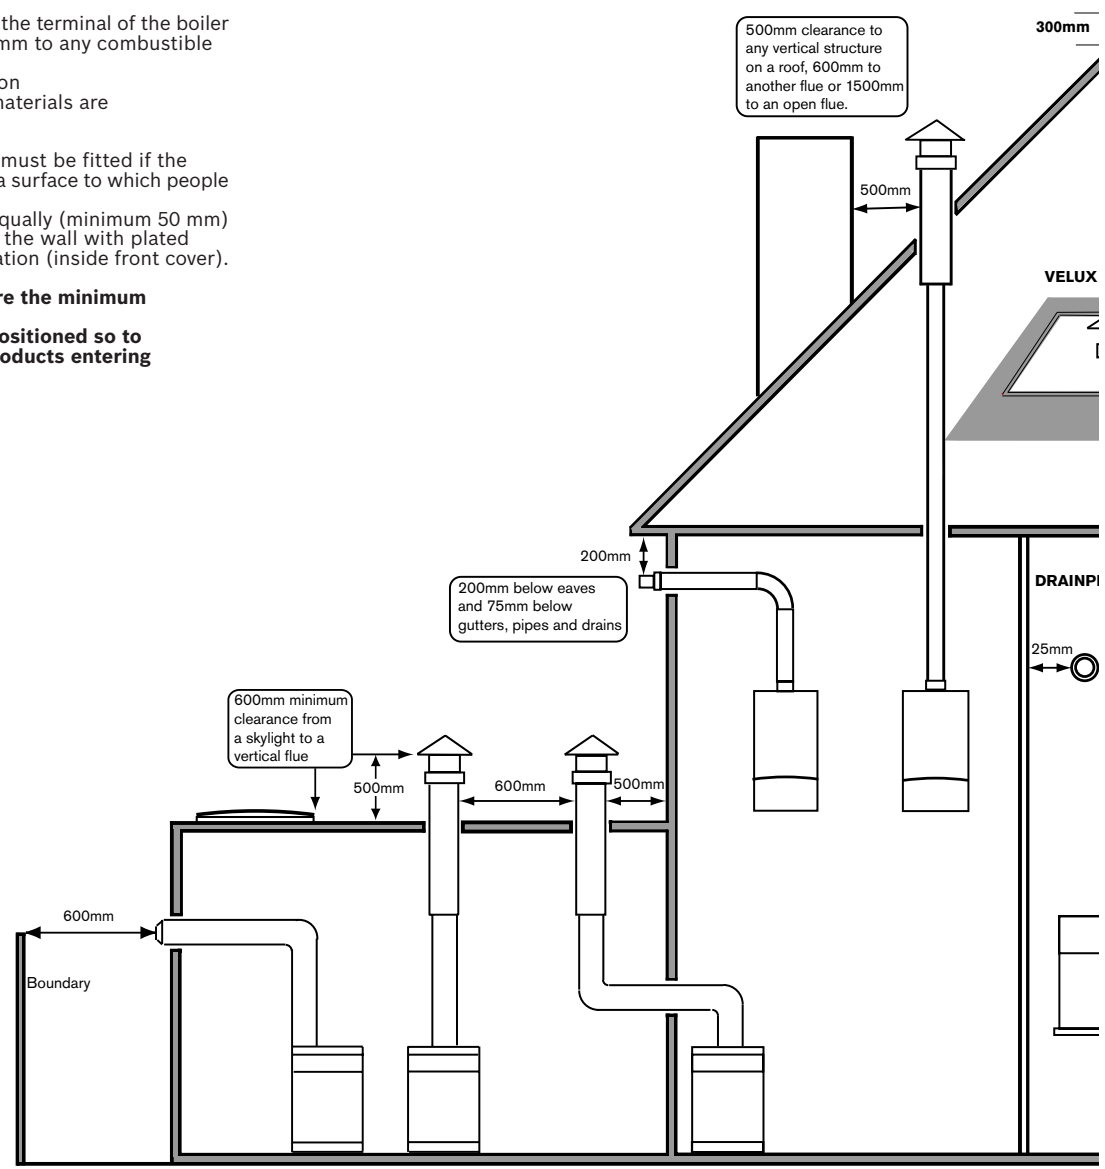 the terminal of the boiler
mm to any combustible
on
materials are
must be fitted if the
a surface to which people
qually (minimum 50 mm)
the wall with plated
ation (inside front cover).
re the minimum
ositioned so to
oducts entering
500mm clearance to
any vertical structure
on a roof, 600mm to
another flue or 1500mm
to an open flue.
300mm
500mm
VELUX
200mm
200mm below eaves
and 75mm below
gutters, pipes and drains
DRAINPI
25mm
600mm minimum
clearance from
a skylight to a
vertical flue
500mm
600mm
500mm
600mm
Boundary